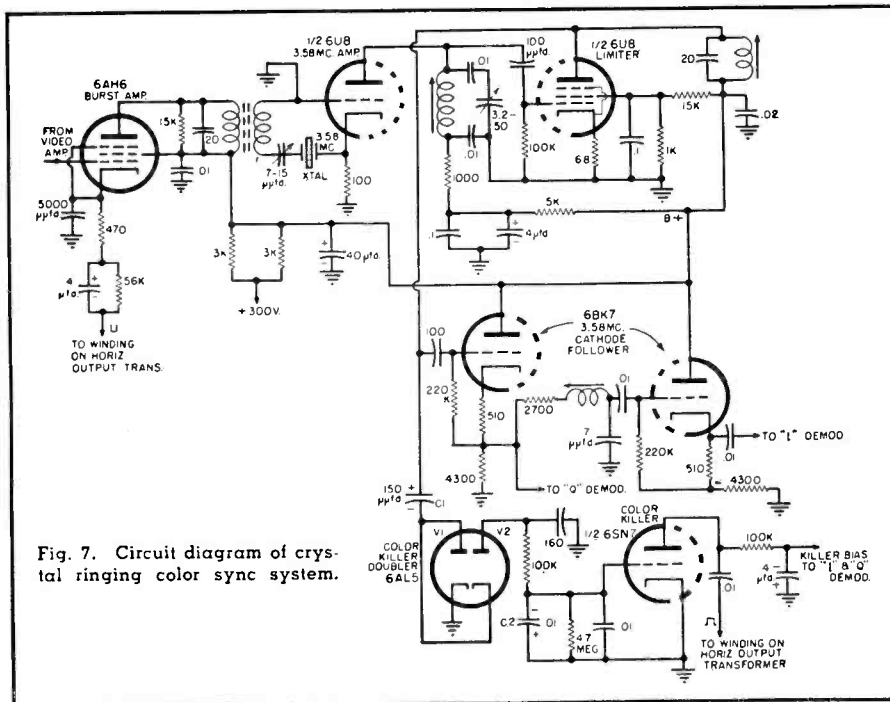 6AH6
BURST AMP.
FROM
VIDEO
AMP.
5000
µµfd
470
4
µfd.
56K
TO WINDING
ON HORIZ
OUTPUT TRANS.
15K
20
.01
7-15
µµfd.
3.58
MC
XTAL
1/2 6U8
3.58MC. AMP.
100
3K
3K
40µfd.
+300V.
.01
.01
3.2-
50
1000
.1
4µfd
5K
100
µµfd.
1/2 6U8
LIMITER
100K
68
.1
1K
15K
20
.02
B+
6BK7
3.58MC.
CATHODE
FOLLOWER
100
220
K
510
4300
2700
7
µµfd
.01
TO "Q" DEMOD.
220K
.01
TO "I" DEMOD
510
4300
150
µµfd
C1
COLOR
KILLER
DOUBLER
6AL5
V1
V2
160
100K
C2
.01
47
MEG
.01
COLOR
KILLER
1/2 6SN7
100K
.01
4
µfd
KILLER BIAS
TO "I" & "Q"
DEMOD.
TO WINDING ON
HORIZ OUTPUT
TRANSFORMER
Fig. 7. Circuit diagram of crys-
tal ringing color sync system.